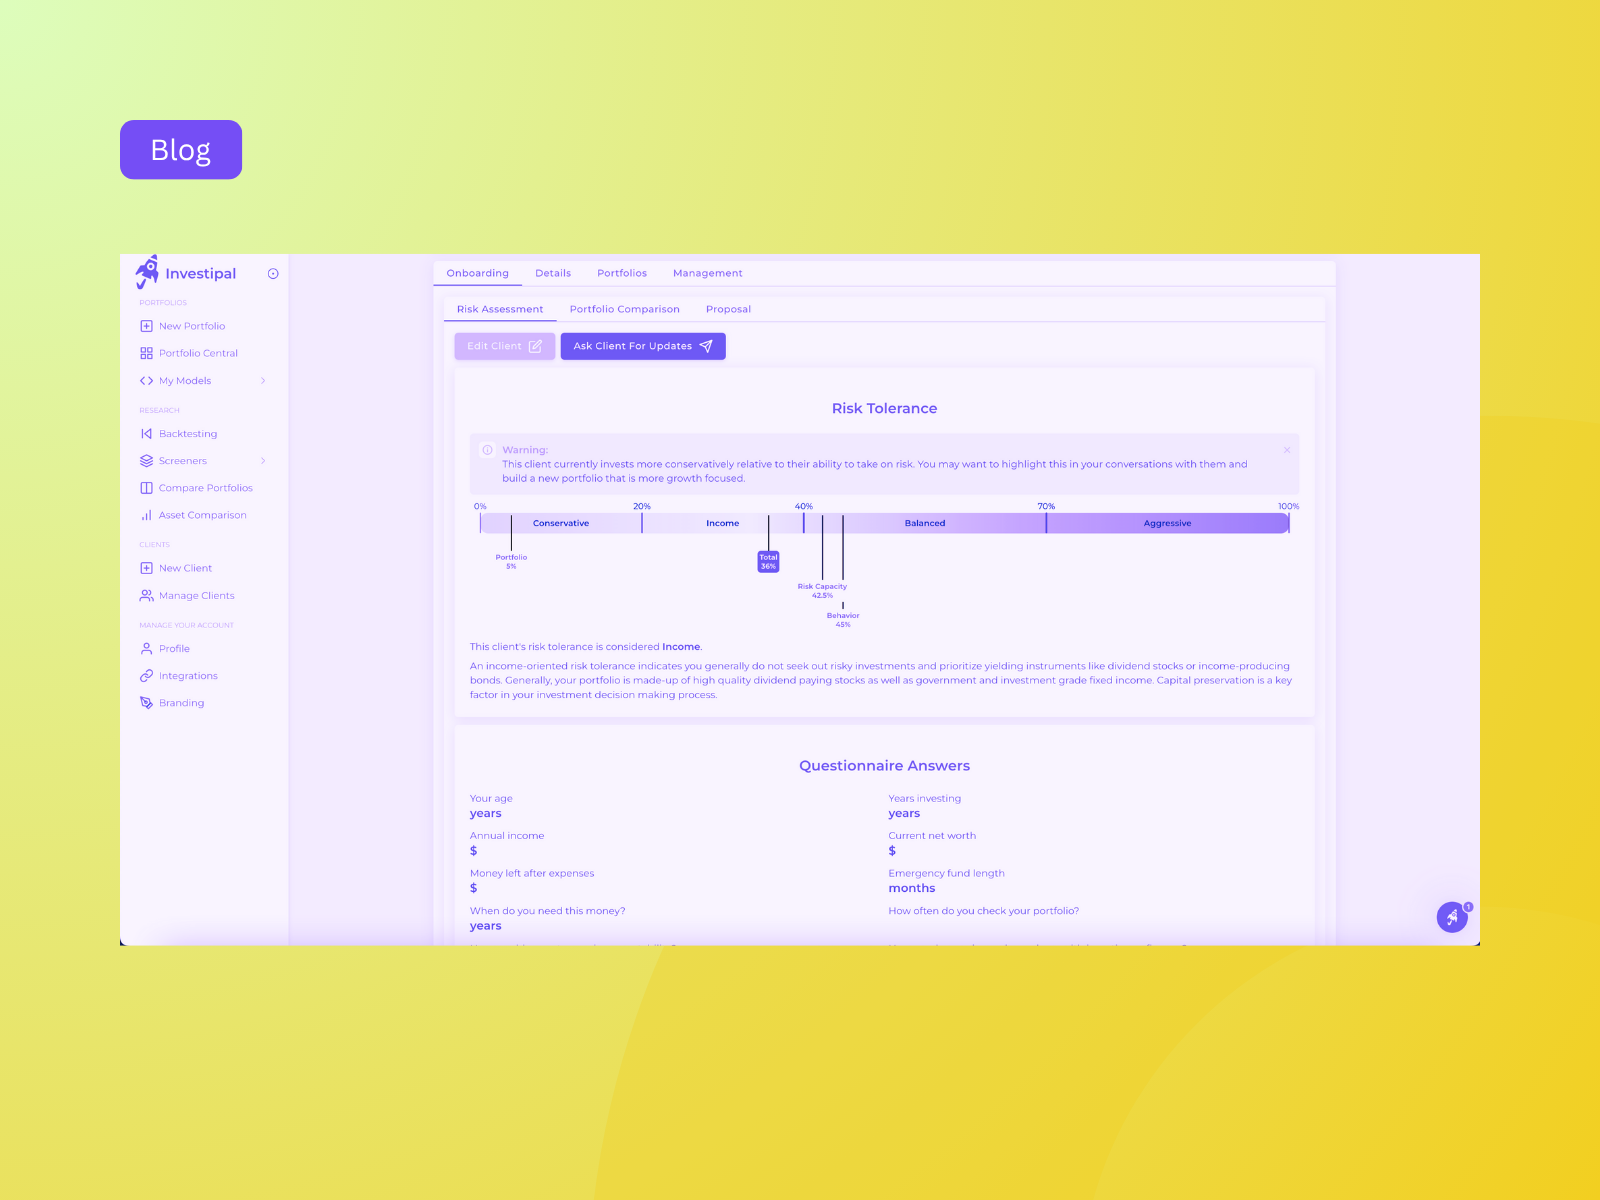 Blog
Investipal
PORTFOLIOS
New Portfolio
Portfolio Central
My Models
RESEARCH
Backtesting
Screeners
Compare Portfolios
Asset Comparison
CLIENTS
New Client
Manage Clients
MANAGE YOUR ACCOUNT
Profile
Integrations
Branding
Onboarding Details Portfolios Management
Risk Assessment Portfolio Comparison Proposal
Edit Client Ask Client For Updates
Risk Tolerance
Warning:
This client currently invests more conservatively relative to their ability to take on risk. You may want to highlight this in your conversations with them and
build a new portfolio that is more growth focused.
0% 20% 40% 70% 100%
Conservative Income Balanced Aggressive
Portfolio
5%
Total
36%
Risk Capacity
42.5%
Behavior
45%
This client's risk tolerance is considered Income.
An income-oriented risk tolerance indicates you generally do not seek out risky investments and prioritize yielding instruments like dividend stocks or income-producing
bonds. Generally, your portfolio is made-up of high quality dividend paying stocks as well as government and investment grade fixed income. Capital preservation is a key
factor in your investment decision making process.
Questionnaire Answers
Your age Years investing
years years
Annual income Current net worth
$ $
Money left after expenses Emergency fund length
$ months
When do you need this money? How often do you check your portfolio?
years
1